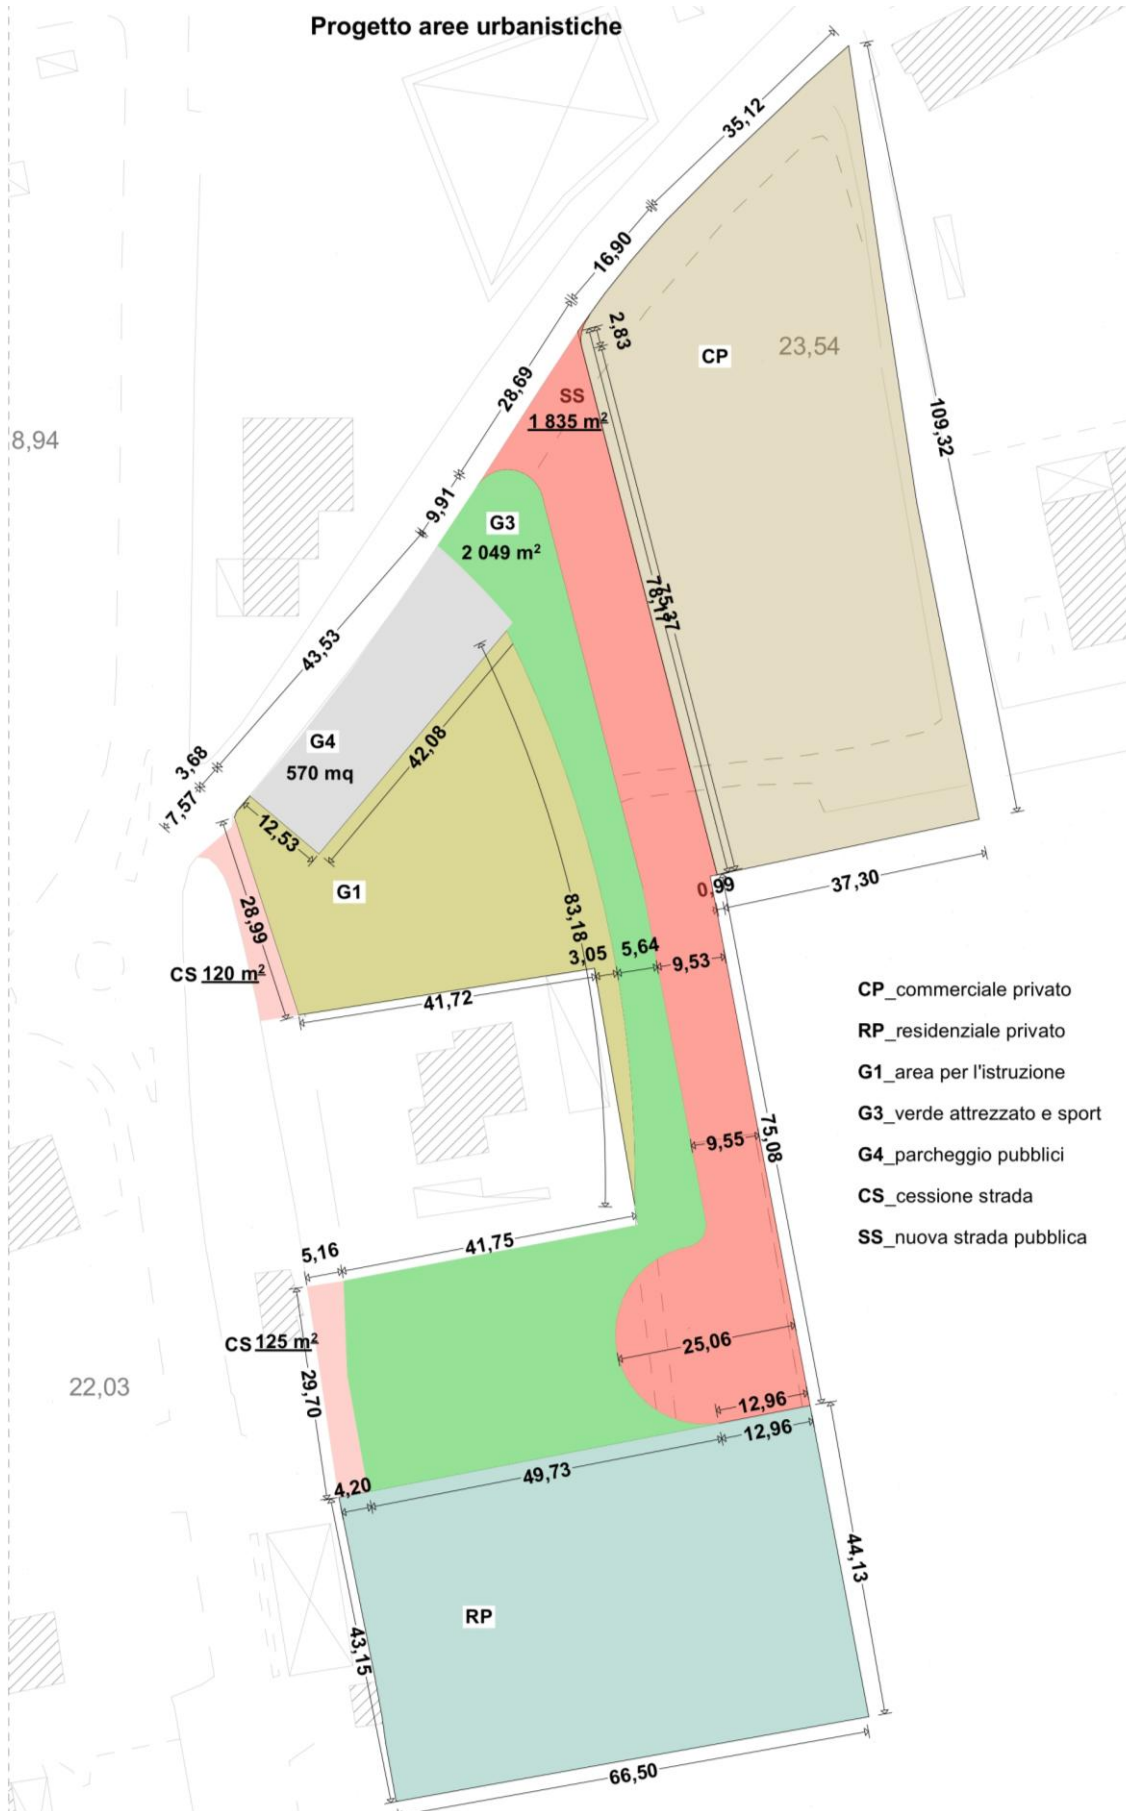 Progetto aree urbanistiche
35,12
16,90
2,83
CP
23,54
28,69
SS
1 835 m²
109,32
8,94
9,91
G3
2 049 m²
75,37
78,17
43,53
42,08
G4
570 mq
3,68
7,57
12,53
G1
0,99
37,30
28,99
83,18
3,05
5,64
9,53
CS 120 m²
41,72
CP_commerciale privato
RP_residenziale privato
G1_area per l'istruzione
G3_verde attrezzato e sport
G4_parcheggio pubblici
CS_cessione strada
SS_nuova strada pubblica
9,55
75,08
5,16
41,75
CS 125 m²
25,06
22,03
29,70
12,96
12,96
4,20
49,73
44,13
RP
43,15
66,50